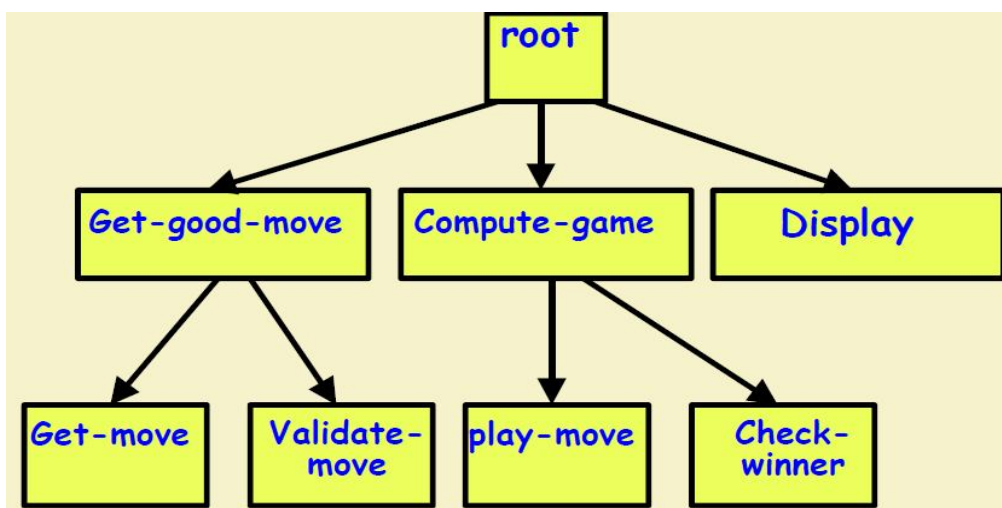 root
Get-good-move
Compute-game
Display
Get-move
Validate-
move
play-move
Check-
winner